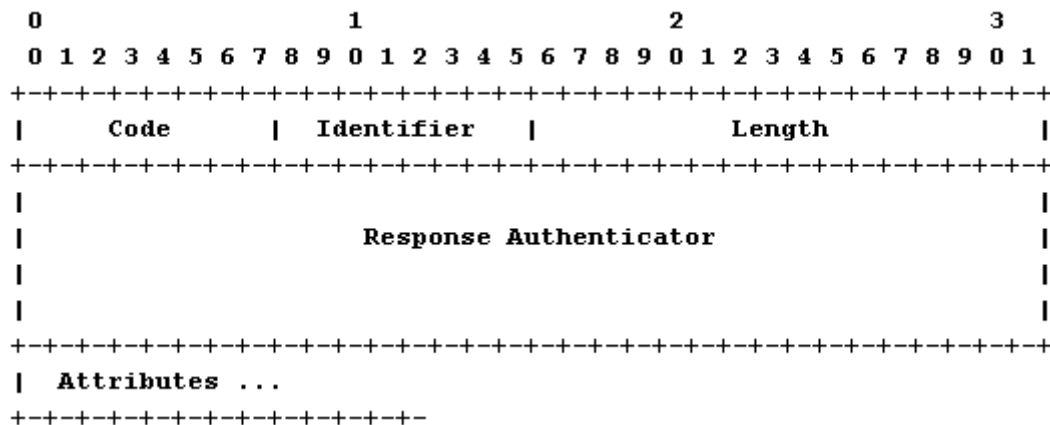 0                   1                   2                   3
0 1 2 3 4 5 6 7 8 9 0 1 2 3 4 5 6 7 8 9 0 1 2 3 4 5 6 7 8 9 0 1
+-+-+-+-+-+-+-+-+-+-+-+-+-+-+-+-+-+-+-+-+-+-+-+-+-+-+-+-+-+-+-+-+
|     Code      |  Identifier   |            Length             |
+-+-+-+-+-+-+-+-+-+-+-+-+-+-+-+-+-+-+-+-+-+-+-+-+-+-+-+-+-+-+-+-+
|                                                               |
|                     Response Authenticator                    |
|                                                               |
|                                                               |
+-+-+-+-+-+-+-+-+-+-+-+-+-+-+-+-+-+-+-+-+-+-+-+-+-+-+-+-+-+-+-+-+
|  Attributes ...
+-+-+-+-+-+-+-+-+-+-+-+-+-